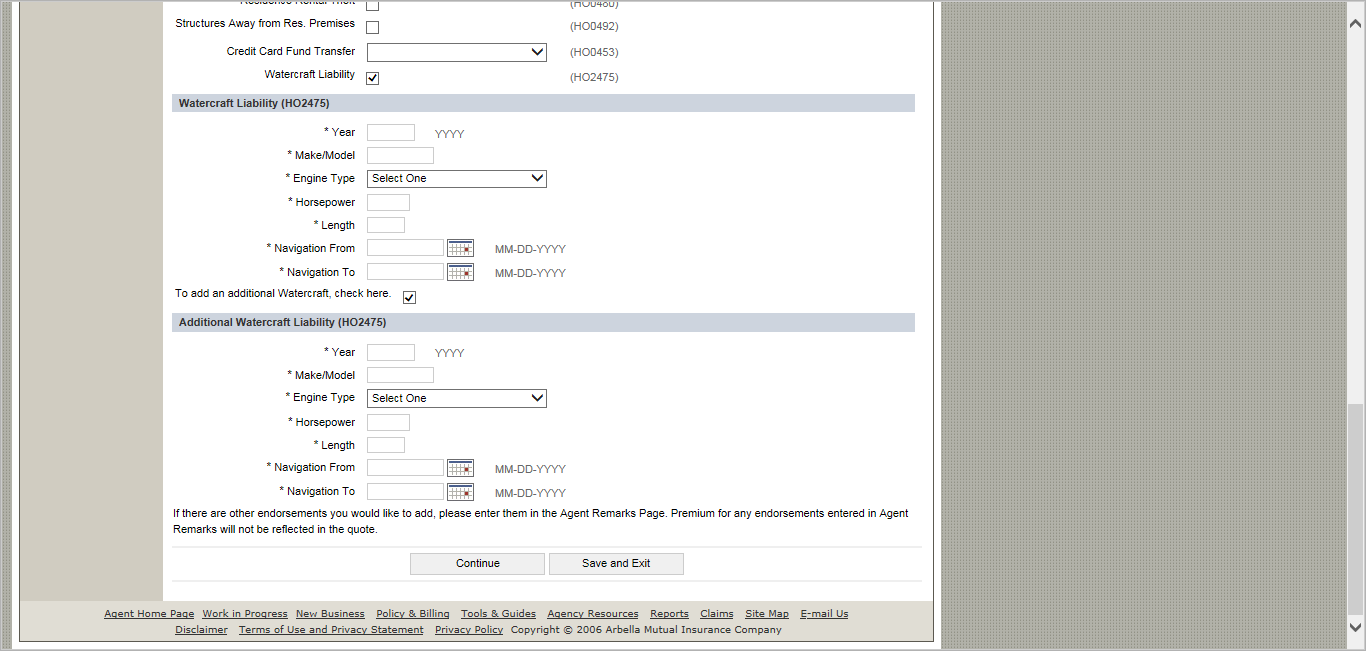 (HO0480)
Structures Away from Res. Premises (HO0492)
Credit Card Fund Transfer (HO0453)
Watercraft Liability (HO2475)
Watercraft Liability (HO2475)
* Year YYYY
* Make/Model
* Engine Type Select One
* Horsepower
* Length
* Navigation From MM-DD-YYYY
* Navigation To MM-DD-YYYY
To add an additional Watercraft, check here.
Additional Watercraft Liability (HO2475)
* Year YYYY
* Make/Model
* Engine Type Select One
* Horsepower
* Length
* Navigation From MM-DD-YYYY
* Navigation To MM-DD-YYYY
If there are other endorsements you would like to add, please enter them in the Agent Remarks Page. Premium for any endorsements entered in Agent
Remarks will not be reflected in the quote.
Continue Save and Exit
Agent Home Page Work in Progress New Business Policy & Billing Tools & Guides Agency Resources Reports Claims Site Map E-mail Us
Disclaimer Terms of Use and Privacy Statement Privacy Policy Copyright © 2006 Arbella Mutual Insurance Company